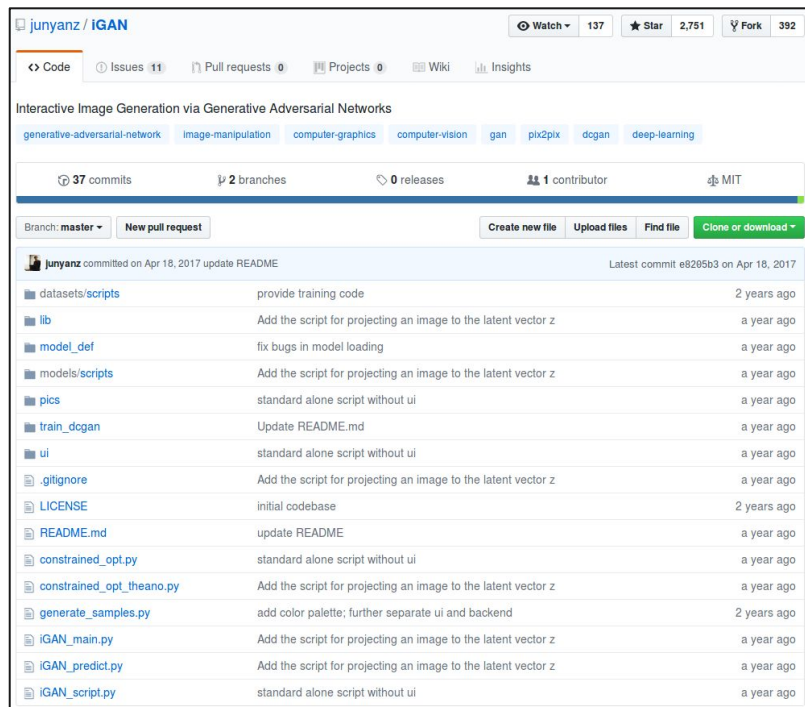 junyanz / iGAN Watch 137 Star 2,751 Fork 392
Code Issues 11 Pull requests 0 Projects 0 Wiki Insights
Interactive Image Generation via Generative Adversarial Networks
generative-adversarial-network image-manipulation computer-graphics computer-vision gan pix2pix dcgan deep-learning
37 commits 2 branches 0 releases 1 contributor MIT
Branch: master New pull request Create new file Upload files Find file Clone or download
junyanz committed on Apr 18, 2017 update README Latest commit e8205b3 on Apr 18, 2017
datasets/scripts provide training code 2 years ago
lib Add the script for projecting an image to the latent vector z a year ago
model_def fix bugs in model loading a year ago
models/scripts Add the script for projecting an image to the latent vector z a year ago
pics standard alone script without ui a year ago
train_dcgan Update README.md a year ago
ui standard alone script without ui a year ago
.gitignore Add the script for projecting an image to the latent vector z a year ago
LICENSE initial codebase 2 years ago
README.md update README a year ago
constrained_opt.py standard alone script without ui a year ago
constrained_opt_theano.py Add the script for projecting an image to the latent vector z a year ago
generate_samples.py add color palette; further separate ui and backend 2 years ago
iGAN_main.py Add the script for projecting an image to the latent vector z a year ago
iGAN_predict.py Add the script for projecting an image to the latent vector z a year ago
iGAN_script.py standard alone script without ui a year ago